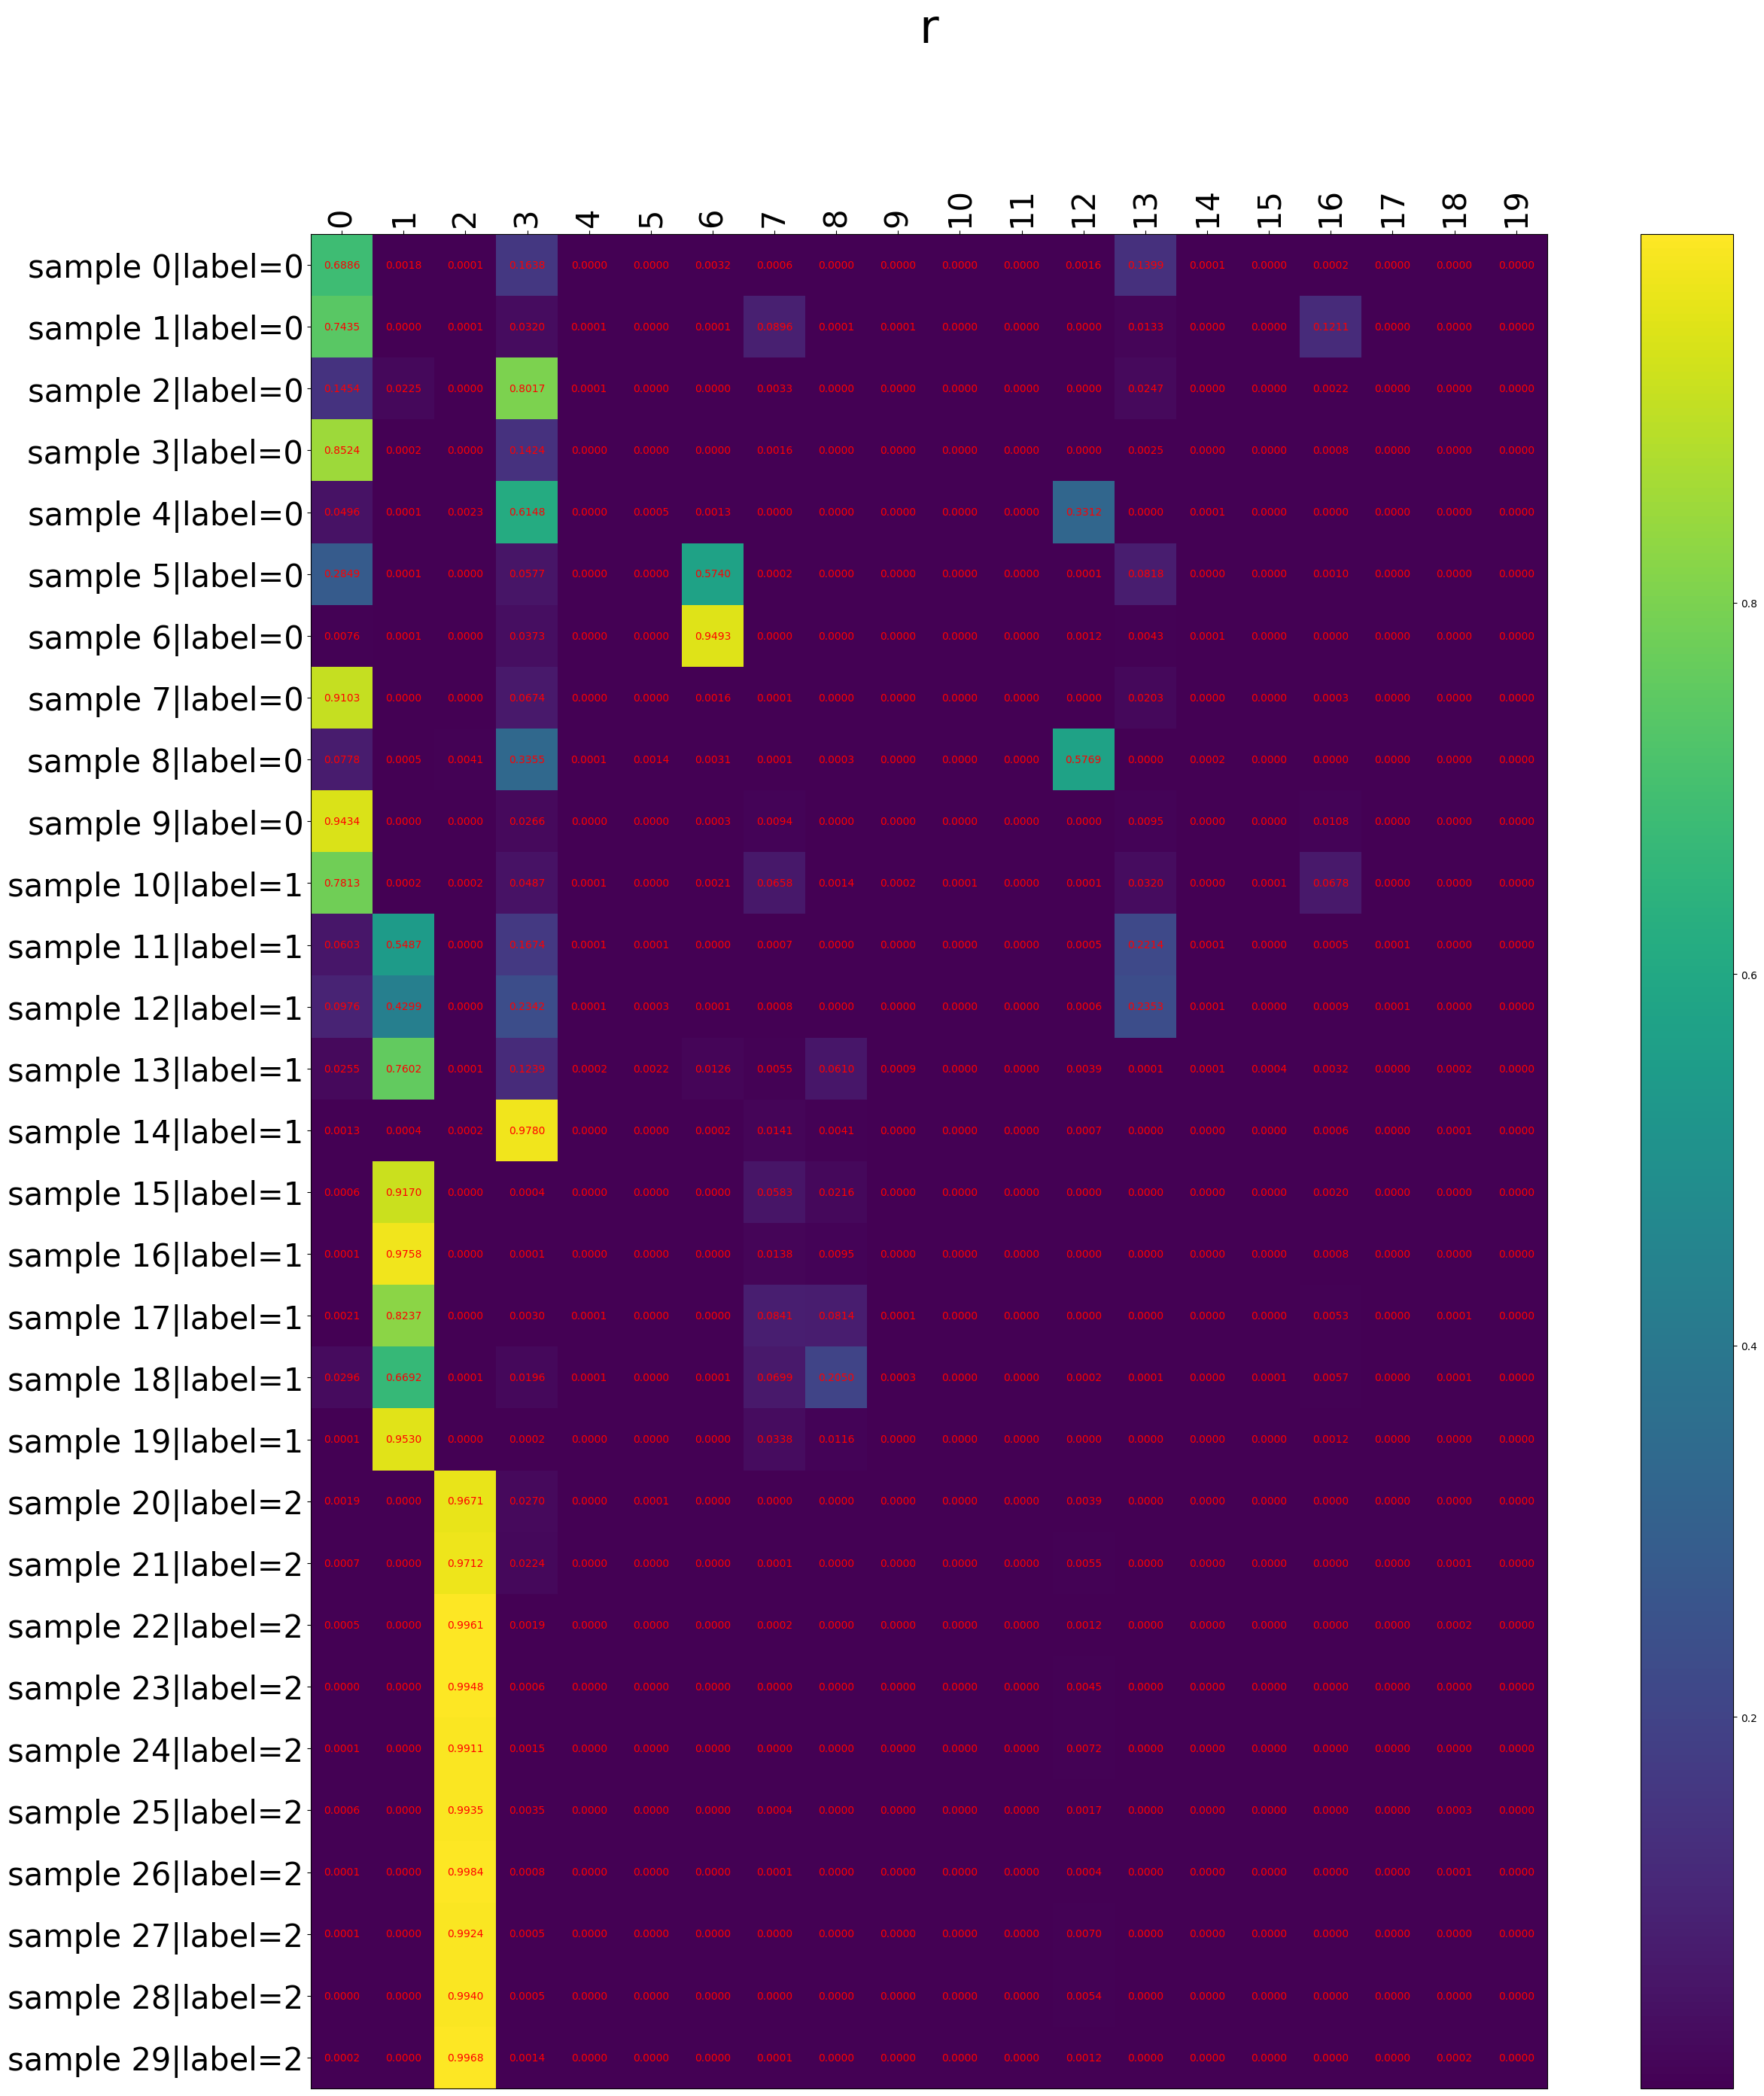 r
0 1 2 3 4 5 6 7 8 9 10 11 12 13 14 15 16 17 18 19
sample 0|label=0 0.6886 0.0018 0.0001 0.0000 0.0000 0.0032 0.0006 0.0000 0.0000 0.0000 0.0000 0.0016 0.0001 0.0000 0.0002 0.0000 0.0000 0.0000
sample 1|label=0 0.7435 0.0000 0.0001 0.0320 0.0001 0.0000 0.0001 0.0896 0.0001 0.0001 0.0000 0.0000 0.0000 0.0133 0.0000 0.0000 0.1211 0.0000 0.0000 0.0000
sample 2|label=0 0.1454 0.0225 0.0000 0.8017 0.0001 0.0000 0.0000 0.0033 0.0000 0.0000 0.0000 0.0000 0.0000 0.0247 0.0000 0.0000 0.0022 0.0000 0.0000 0.0000
sample 3|label=0 0.8524 0.0002 0.0000 0.1424 0.0000 0.0000 0.0000 0.0016 0.0000 0.0000 0.0000 0.0000 0.0000 0.0025 0.0000 0.0000 0.0008 0.0000 0.0000 0.0000
sample 4|label=0 0.0496 0.0001 0.0023 0.6148 0.0000 0.0005 0.0013 0.0000 0.0000 0.0000 0.0000 0.0000 0.3312 0.0000 0.0001 0.0000 0.0000 0.0000 0.0000 0.0000
sample 5|label=0 0.0001 0.0000 0.0577 0.0000 0.0000 0.5740 0.0002 0.0000 0.0000 0.0000 0.0000 0.0001 0.0818 0.0000 0.0000 0.0010 0.0000 0.0000 0.0000
sample 6|label=0 0.0076 0.0001 0.0000 0.0373 0.0000 0.0000 0.9493 0.0000 0.0000 0.0000 0.0000 0.0000 0.0012 0.0043 0.0001 0.0000 0.0000 0.0000 0.0000 0.0000
sample 7|label=0 0.9103 0.0000 0.0000 0.0674 0.0000 0.0000 0.0016 0.0001 0.0000 0.0000 0.0000 0.0000 0.0000 0.0203 0.0000 0.0000 0.0003 0.0000 0.0000 0.0000
sample 8|label=0 0.0778 0.0005 0.0041 0.3355 0.0001 0.0014 0.0031 0.0001 0.0003 0.0000 0.0000 0.0000 0.5769 0.0000 0.0002 0.0000 0.0000 0.0000 0.0000 0.0000
sample 9|label=0 0.9434 0.0000 0.0000 0.0266 0.0000 0.0000 0.0003 0.0094 0.0000 0.0000 0.0000 0.0000 0.0000 0.0095 0.0000 0.0000 0.0108 0.0000 0.0000 0.0000
sample 10|label=1 0.7813 0.0002 0.0002 0.0487 0.0001 0.0000 0.0021 0.0658 0.0014 0.0002 0.0001 0.0000 0.0001 0.0320 0.0000 0.0001 0.0678 0.0000 0.0000 0.0000
sample 11|label=1 0.0603 0.5487 0.0000 0.0001 0.0001 0.0000 0.0007 0.0000 0.0000 0.0000 0.0000 0.0005 0.0001 0.0000 0.0005 0.0001 0.0000 0.0000
sample 12|label=1 0.0976 0.4299 0.0000 0.0001 0.0003 0.0001 0.0008 0.0000 0.0000 0.0000 0.0000 0.0006 0.0001 0.0000 0.0009 0.0001 0.0000 0.0000
sample 13|label=1 0.0255 0.7602 0.0001 0.1239 0.0002 0.0022 0.0126 0.0055 0.0610 0.0009 0.0000 0.0000 0.0039 0.0001 0.0001 0.0004 0.0032 0.0000 0.0002 0.0000
sample 14|label=1 0.0013 0.0004 0.0002 0.9780 0.0000 0.0000 0.0002 0.0141 0.0041 0.0000 0.0000 0.0000 0.0007 0.0000 0.0000 0.0000 0.0006 0.0000 0.0001 0.0000
sample 15|label=1 0.0006 0.9170 0.0000 0.0004 0.0000 0.0000 0.0000 0.0583 0.0216 0.0000 0.0000 0.0000 0.0000 0.0000 0.0000 0.0000 0.0020 0.0000 0.0000 0.0000
sample 16|label=1 0.0001 0.9758 0.0000 0.0001 0.0000 0.0000 0.0000 0.0138 0.0095 0.0000 0.0000 0.0000 0.0000 0.0000 0.0000 0.0000 0.0008 0.0000 0.0000 0.0000
sample 17|label=1 0.0021 0.8237 0.0000 0.0030 0.0001 0.0000 0.0000 0.0841 0.0814 0.0001 0.0000 0.0000 0.0000 0.0000 0.0000 0.0000 0.0053 0.0000 0.0001 0.0000
sample 18|label=1 0.0296 0.6692 0.0001 0.0196 0.0001 0.0000 0.0001 0.0699 0.0003 0.0000 0.0000 0.0002 0.0001 0.0000 0.0001 0.0057 0.0000 0.0001 0.0000
sample 19|label=1 0.0001 0.9530 0.0000 0.0002 0.0000 0.0000 0.0000 0.0338 0.0116 0.0000 0.0000 0.0000 0.0000 0.0000 0.0000 0.0000 0.0012 0.0000 0.0000 0.0000
sample 20|label=2 0.0019 0.0000 0.9671 0.0270 0.0000 0.0001 0.0000 0.0000 0.0000 0.0000 0.0000 0.0000 0.0039 0.0000 0.0000 0.0000 0.0000 0.0000 0.0000 0.0000
sample 21|label=2 0.0007 0.0000 0.9712 0.0224 0.0000 0.0000 0.0000 0.0001 0.0000 0.0000 0.0000 0.0000 0.0055 0.0000 0.0000 0.0000 0.0000 0.0000 0.0001 0.0000
sample 22|label=2 0.0005 0.0000 0.9961 0.0019 0.0000 0.0000 0.0000 0.0002 0.0000 0.0000 0.0000 0.0000 0.0012 0.0000 0.0000 0.0000 0.0000 0.0000 0.0002 0.0000
sample 23|label=2 0.0000 0.0000 0.9948 0.0006 0.0000 0.0000 0.0000 0.0000 0.0000 0.0000 0.0000 0.0000 0.0045 0.0000 0.0000 0.0000 0.0000 0.0000 0.0000 0.0000
sample 24|label=2 0.0001 0.0000 0.9911 0.0015 0.0000 0.0000 0.0000 0.0000 0.0000 0.0000 0.0000 0.0000 0.0072 0.0000 0.0000 0.0000 0.0000 0.0000 0.0000 0.0000
sample 25|label=2 0.0006 0.0000 0.9935 0.0035 0.0000 0.0000 0.0000 0.0004 0.0000 0.0000 0.0000 0.0000 0.0017 0.0000 0.0000 0.0000 0.0000 0.0000 0.0003 0.0000
sample 26|label=2 0.0001 0.0000 0.9984 0.0008 0.0000 0.0000 0.0000 0.0001 0.0000 0.0000 0.0000 0.0000 0.0004 0.0000 0.0000 0.0000 0.0000 0.0000 0.0001 0.0000
sample 27|label=2 0.0001 0.0000 0.9924 0.0005 0.0000 0.0000 0.0000 0.0000 0.0000 0.0000 0.0000 0.0000 0.0070 0.0000 0.0000 0.0000 0.0000 0.0000 0.0000 0.0000
sample 28|label=2 0.0000 0.0000 0.9940 0.0005 0.0000 0.0000 0.0000 0.0000 0.0000 0.0000 0.0000 0.0000 0.0054 0.0000 0.0000 0.0000 0.0000 0.0000 0.0000 0.0000
sample 29|label=2 0.0002 0.0000 0.9968 0.0014 0.0000 0.0000 0.0000 0.0001 0.0000 0.0000 0.0000 0.0000 0.0012 0.0000 0.0000 0.0000 0.0000 0.0000 0.0002 0.0000
0.8
0.6
0.4
0.2